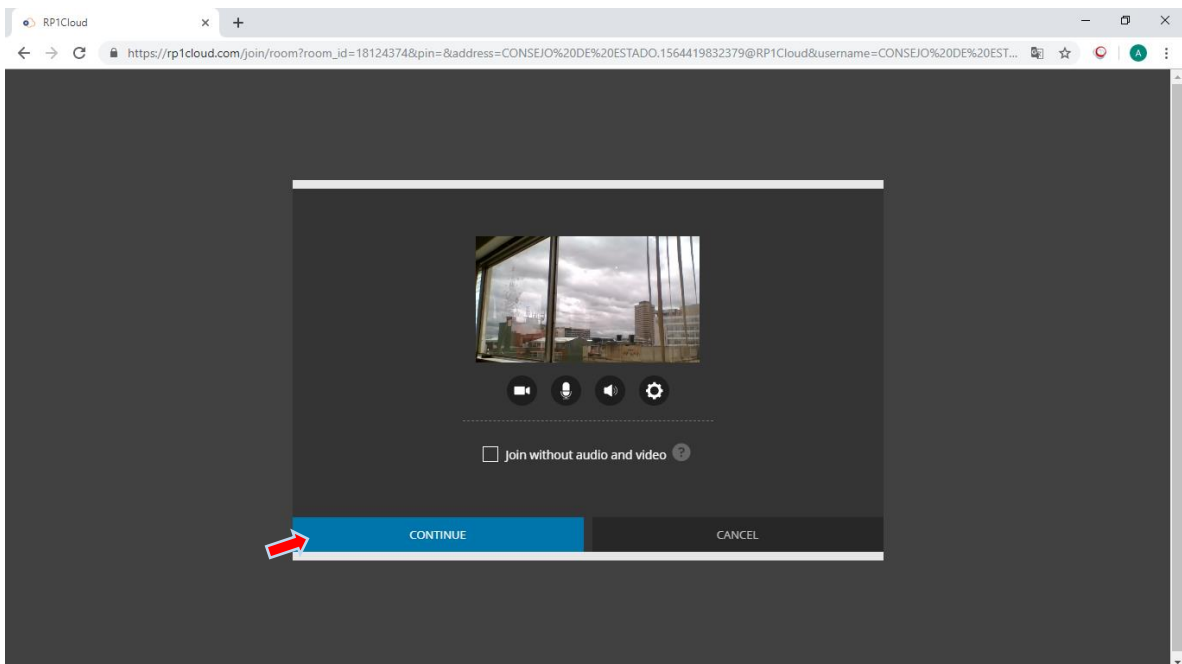 RP1Cloud
https://rp1cloud.com/join/room?room_id=18124374&pin=&address=CONSEJO%20DE%20ESTADO.1564419832379@RP1Cloud&username=CONSEJO%20DE%20EST...
A
Join without audio and video ?
CONTINUE CANCEL